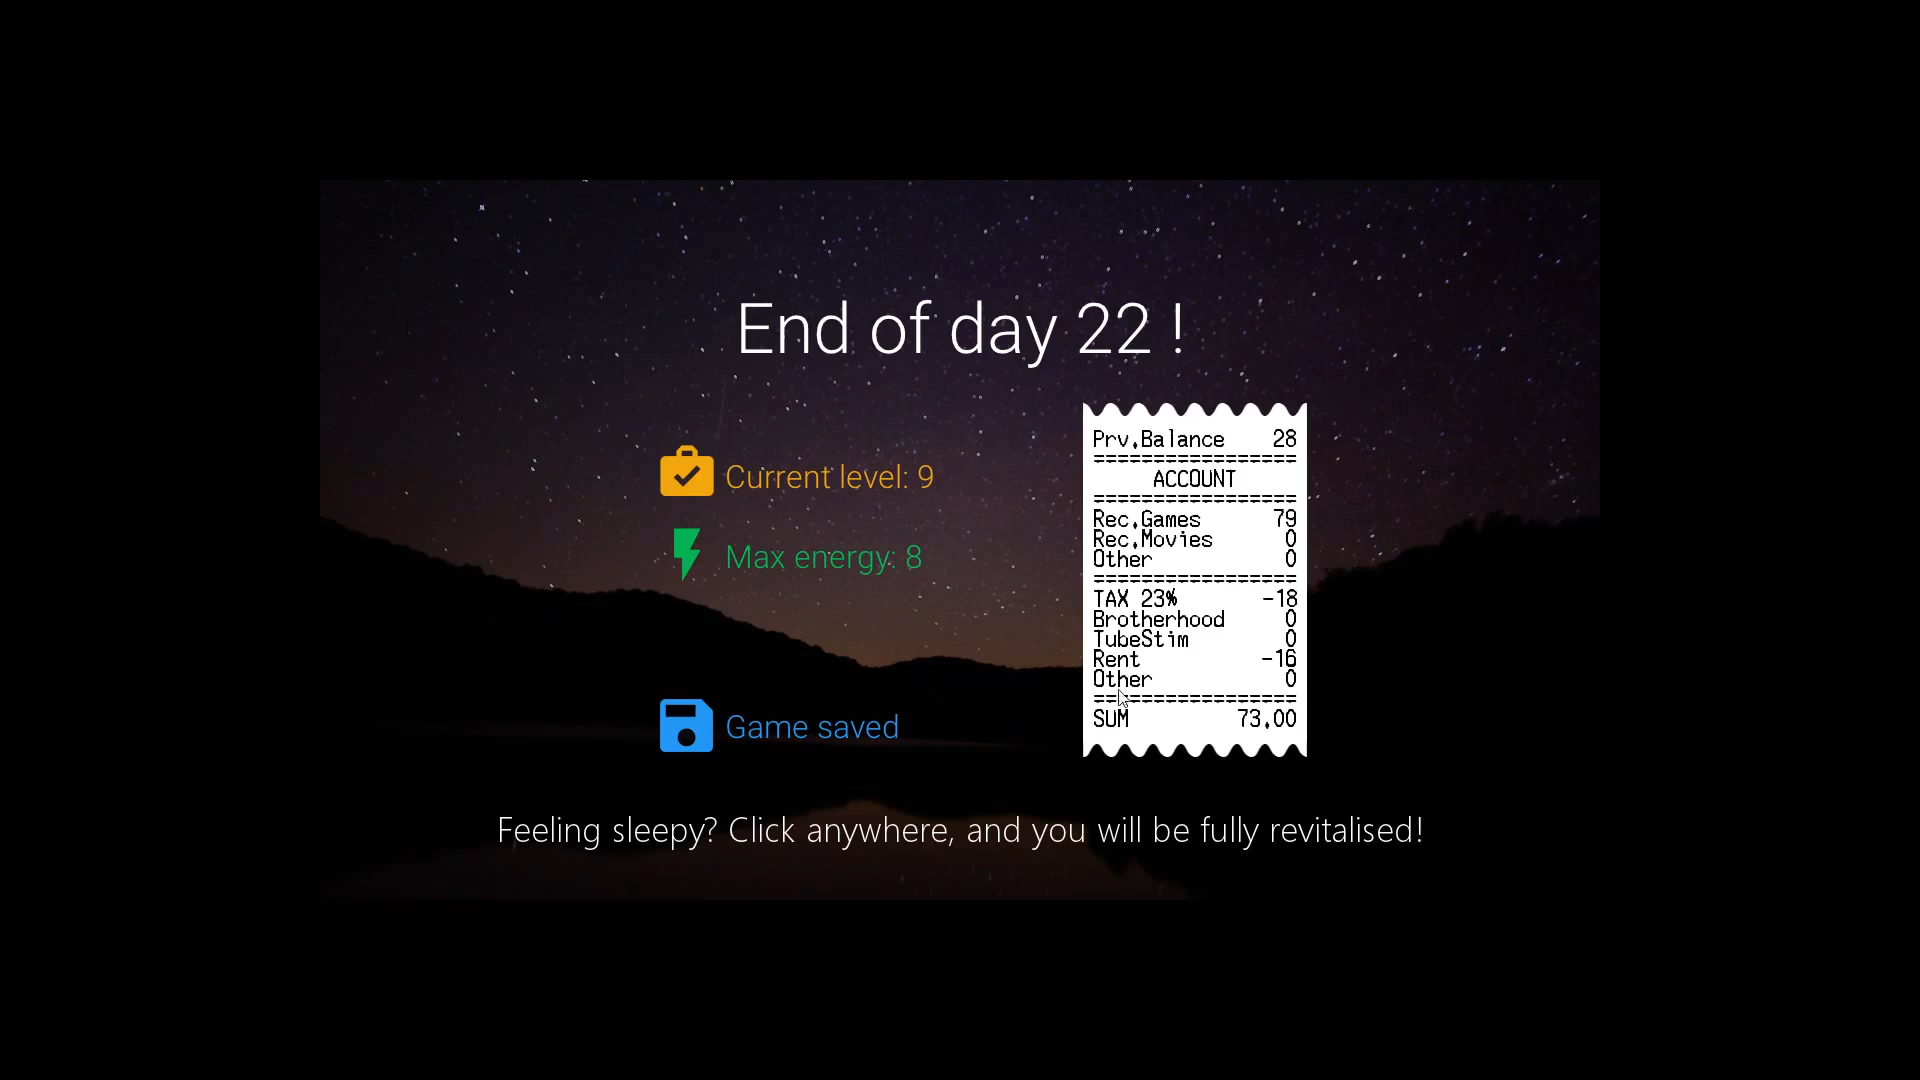 End of day 22 !
Current level: 9
Max energy: 8
Game saved
Prv.Balance 28
================
ACCOUNT
================
Rec.Games 79
Rec.Movies 0
Other 0
================
TAX 23% -18
Brotherhood 0
TubeStim 0
Rent -16
Other 0
================
SUM 73.00
Feeling sleepy? Click anywhere, and you will be fully revitalised!